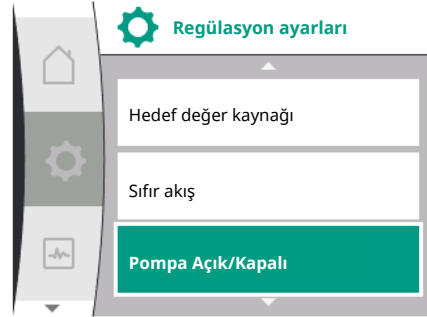 Regülasyon ayarları
Hedef değer kaynağı
Sıfır akış
Pompa Açık/Kapalı